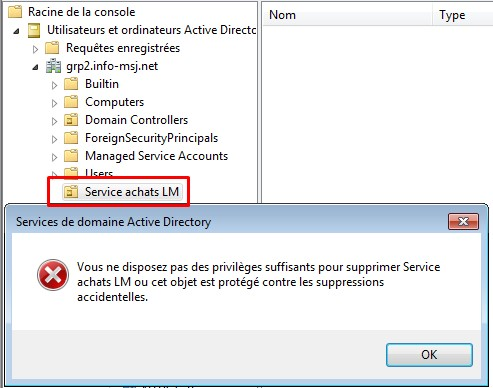 Racine de la console
Nom
Type
Utilisateurs et ordinateurs Active Directo
Requêtes enregistrées
grp2.info-msj.net
Builtin
Computers
Domain Controllers
ForeignSecurityPrincipals
Managed Service Accounts
Users
Service achats LM
Services de domaine Active Directory
Vous ne disposez pas des privilèges suffisants pour supprimer Service
achats LM ou cet objet est protégé contre les suppressions
accidentelles.
OK